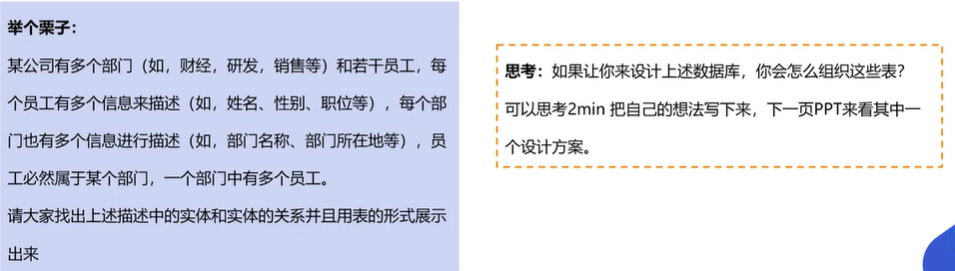 举个栗子：
某公司有多个部门（如，财经，研发，销售等）和若干员工，每
个员工有多个信息来描述（如，姓名、性别、职位等），每个部
门也有多个信息进行描述（如，部门名称、部门所在地等），员
工必然属于某个部门，一个部门中有多个员工。
请大家找出上述描述中的实体和实体的关系并且用表的形式展示
出来
思考：如果让你来设计上述数据库，你会怎么组织这些表？
可以思考2min 把自己的想法写下来，下一页PPT来看其中一
个设计方案。